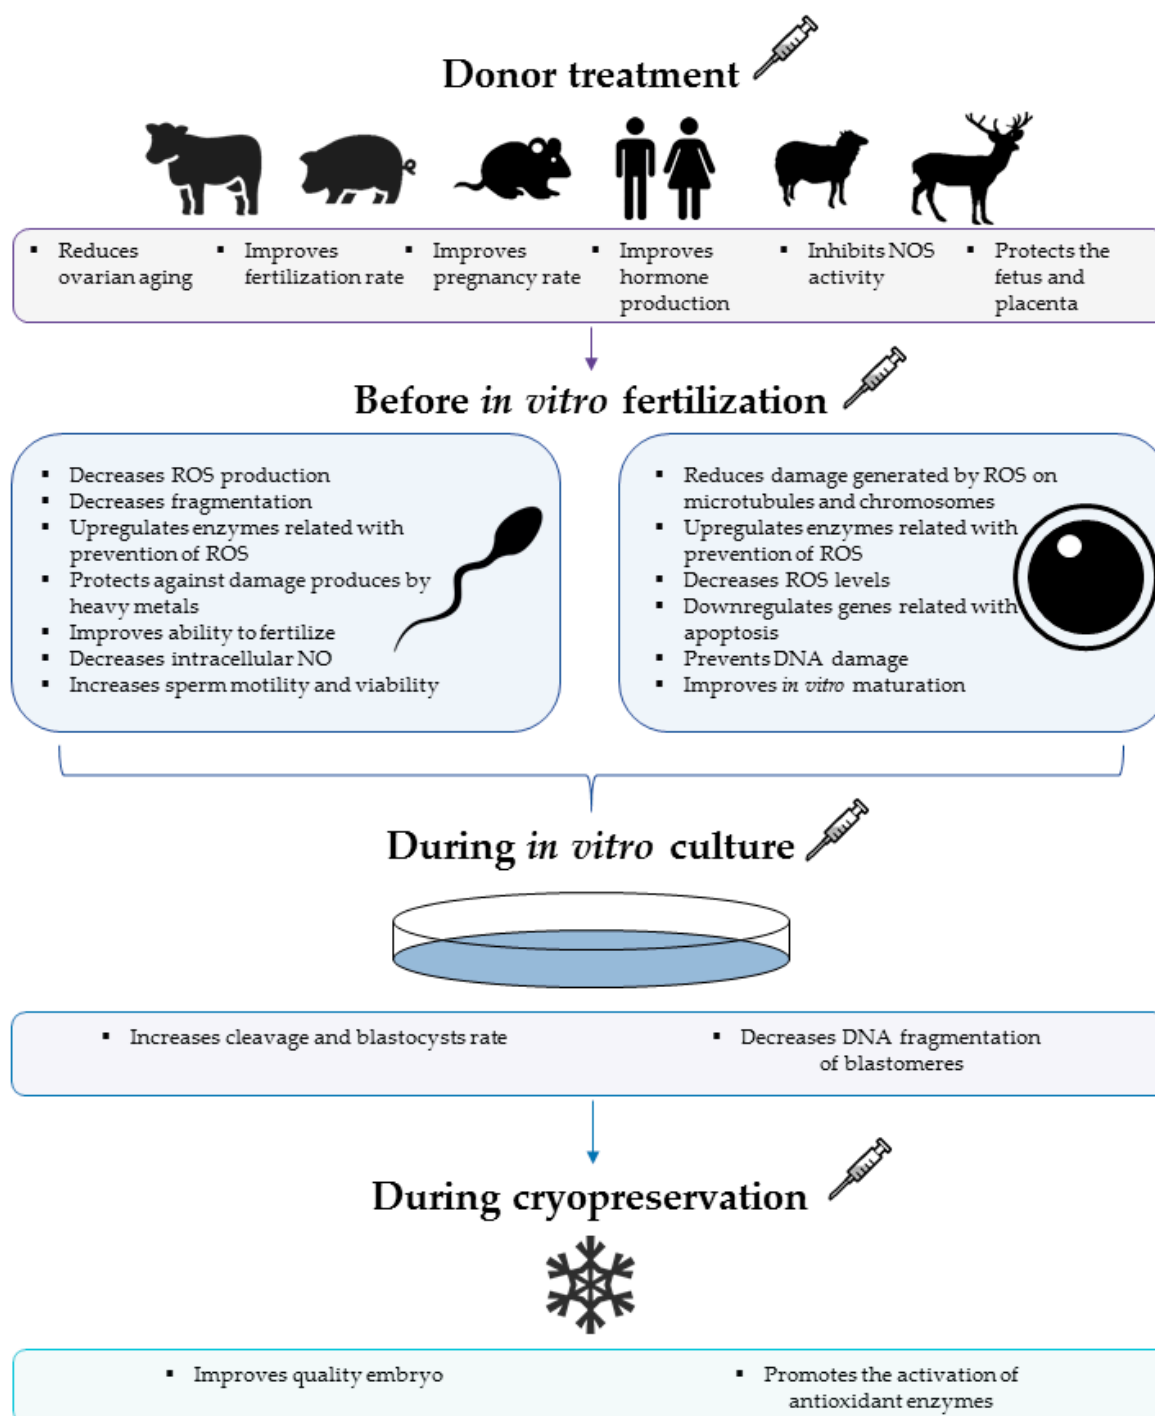 Donor treatment
▪ Reduces
ovarian aging
▪ Improves
fertilization rate
▪ Improves
pregnancy rate
▪ Improves
hormone
production
▪ Inhibits NOS
activity
▪ Protects the
fetus and
placenta
Before in vitro fertilization
▪ Decreases ROS production
▪ Decreases fragmentation
▪ Upregulates enzymes related with
prevention of ROS
▪ Protects against damage produces by
heavy metals
▪ Improves ability to fertilize
▪ Decreases intracellular NO
▪ Increases sperm motility and viability
▪ Reduces damage generated by ROS on
microtubules and chromosomes
▪ Upregulates enzymes related with
prevention of ROS
▪ Decreases ROS levels
▪ Downregulates genes related with
apoptosis
▪ Prevents DNA damage
▪ Improves in vitro maturation
During in vitro culture
▪ Increases cleavage and blastocysts rate
▪ Decreases DNA fragmentation
of blastomeres
During cryopreservation
▪ Improves quality embryo
▪ Promotes the activation of
antioxidant enzymes